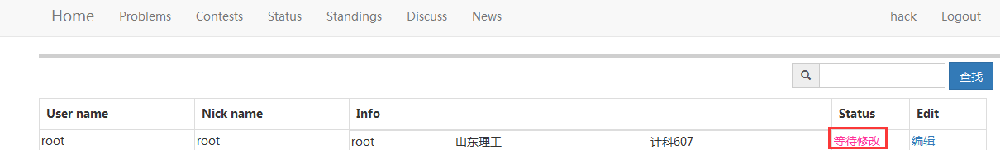 Home Problems Contests Status Standings Discuss News hack Logout
查找
User name Nick name Info Status Edit
root root root 山东理工 计科607 等待修改 编辑